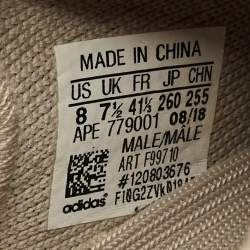 MADE IN CHINA
US UK FR JP CHN
8 7½ 41⅓ 260 255
APE 779001 08/18
MALE/MÂLE
ART F99710
#120803676
adidas